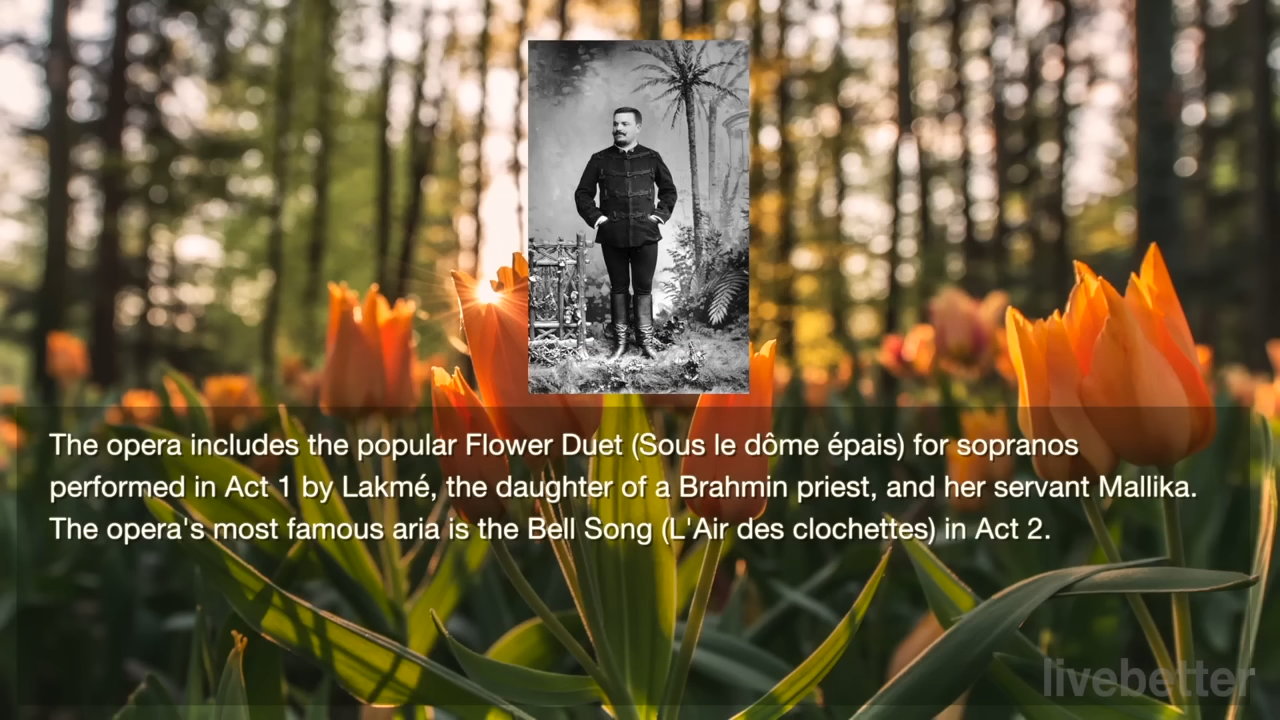 The opera includes the popular Flower Duet (Sous le dôme épais) for sopranos
performed in Act 1 by Lakmé, the daughter of a Brahmin priest, and her servant Mallika.
The opera's most famous aria is the Bell Song (L'Air des clochettes) in Act 2.
livebetter